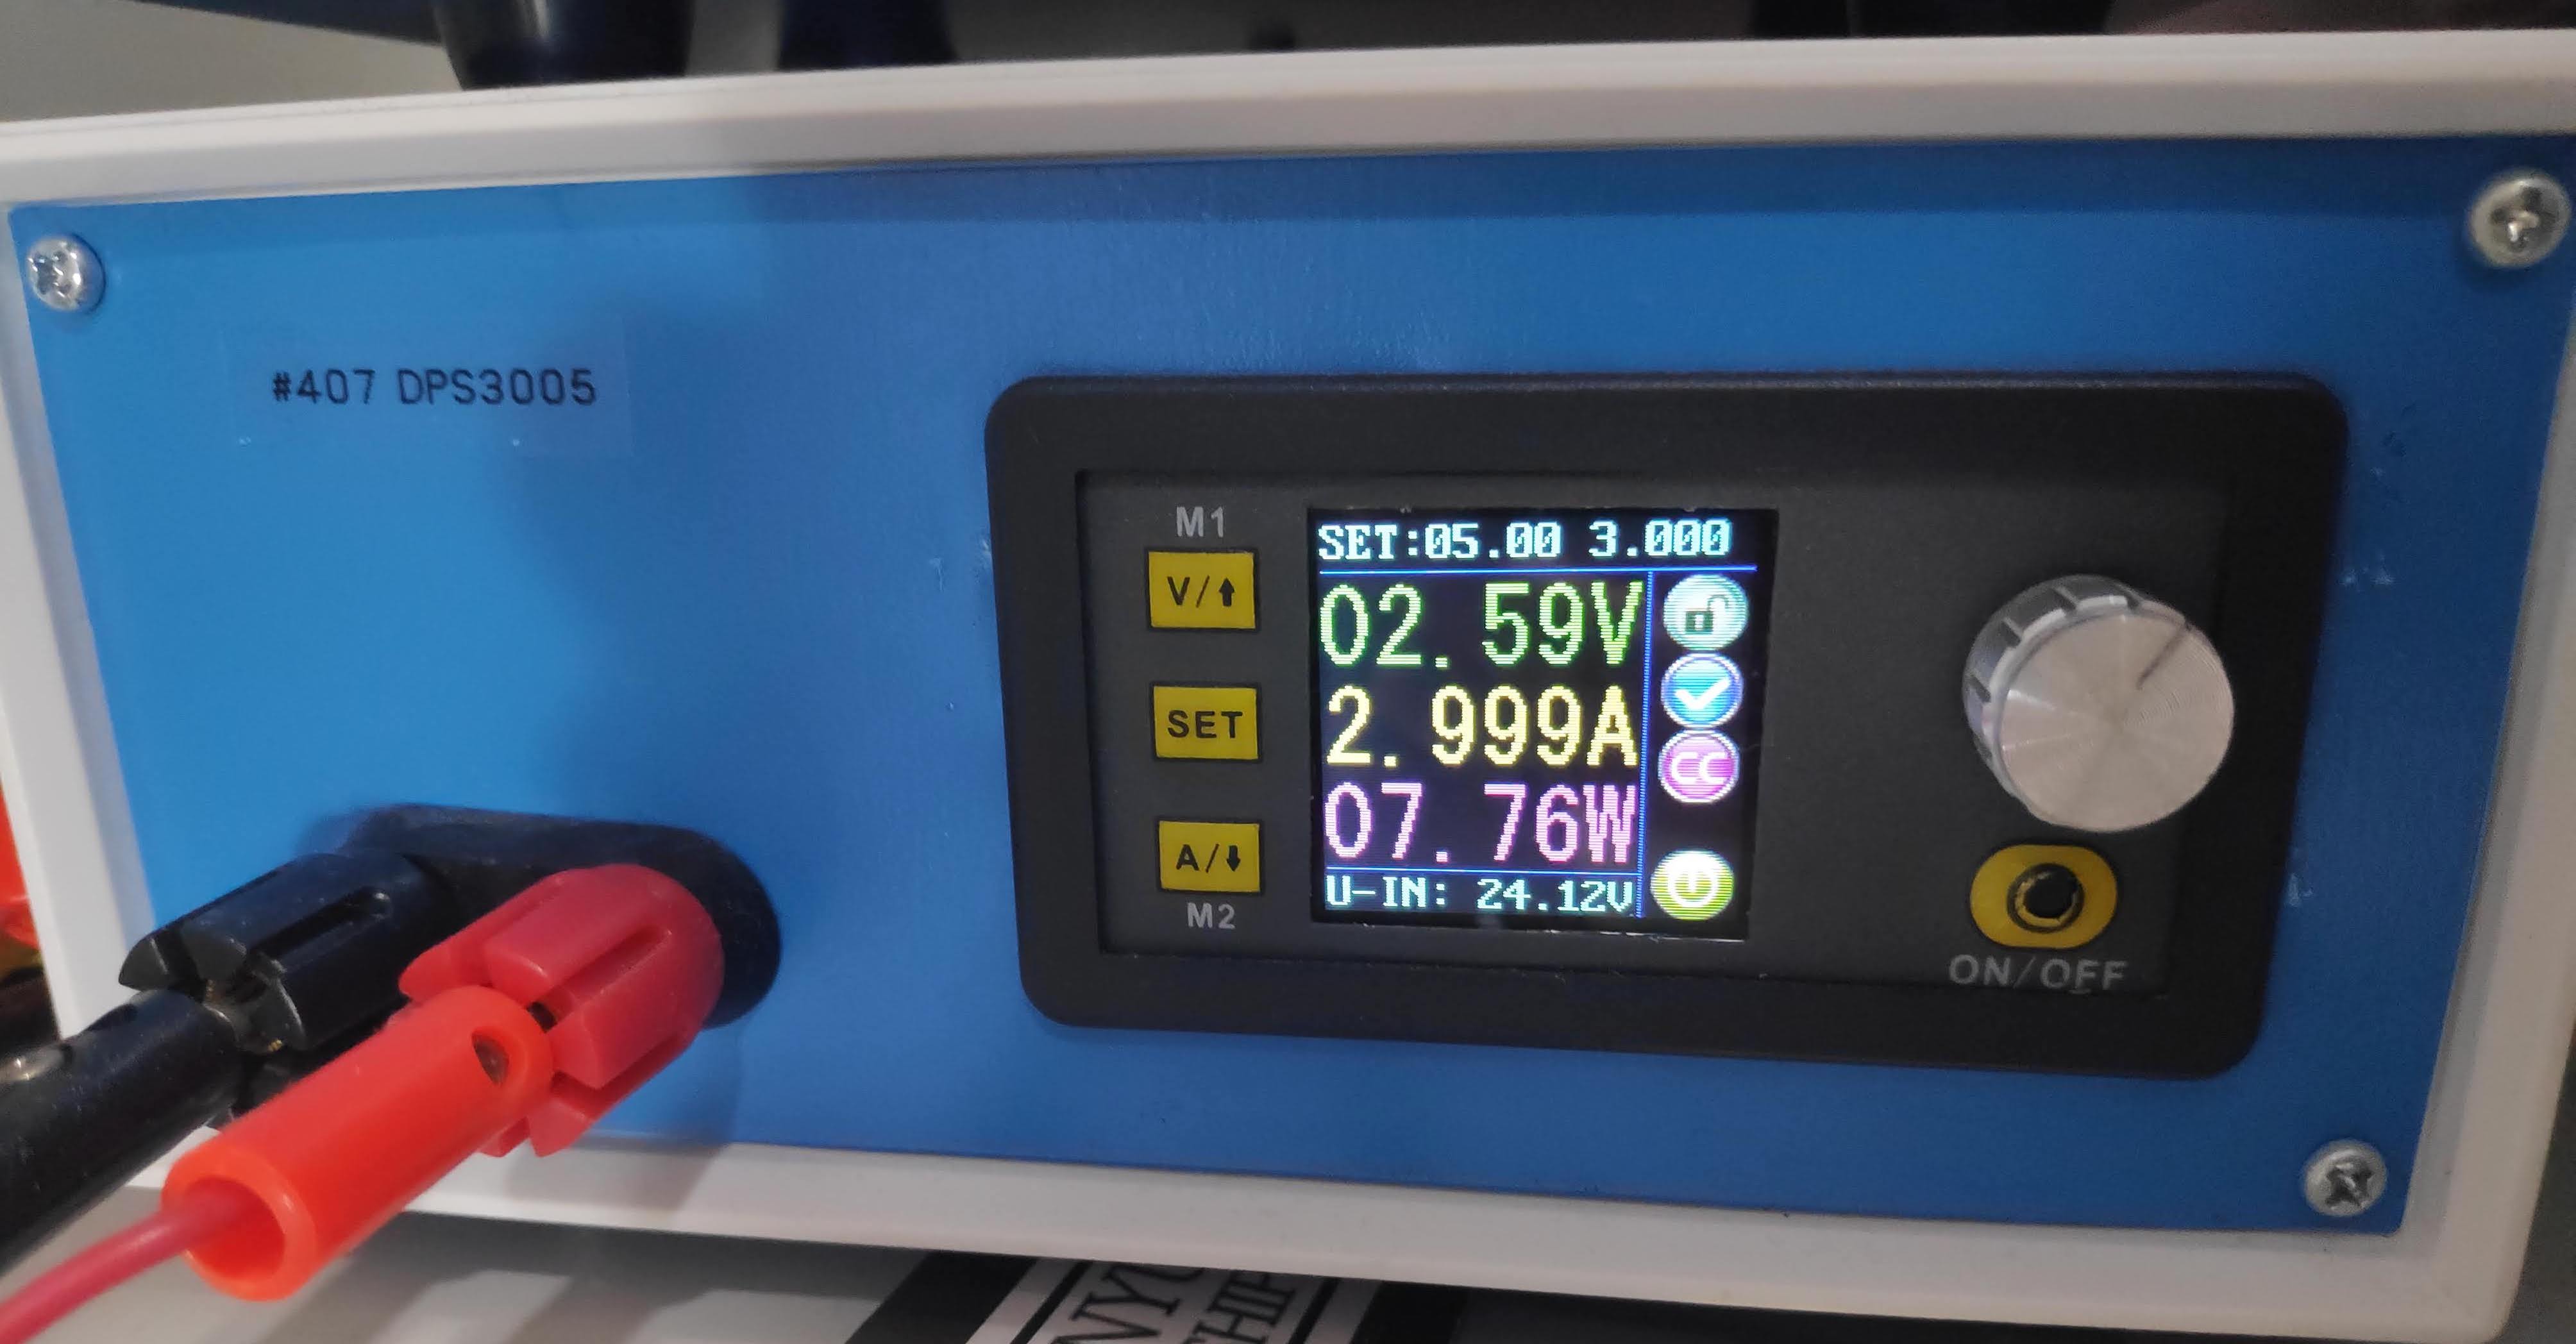 #407 DPS3005
M1
V/⬆
SET
A/⬇
M2
SET:05.00 3.000
02.59V
2.999A
CC
07.76W
U-IN: 24.12V
ON/OFF